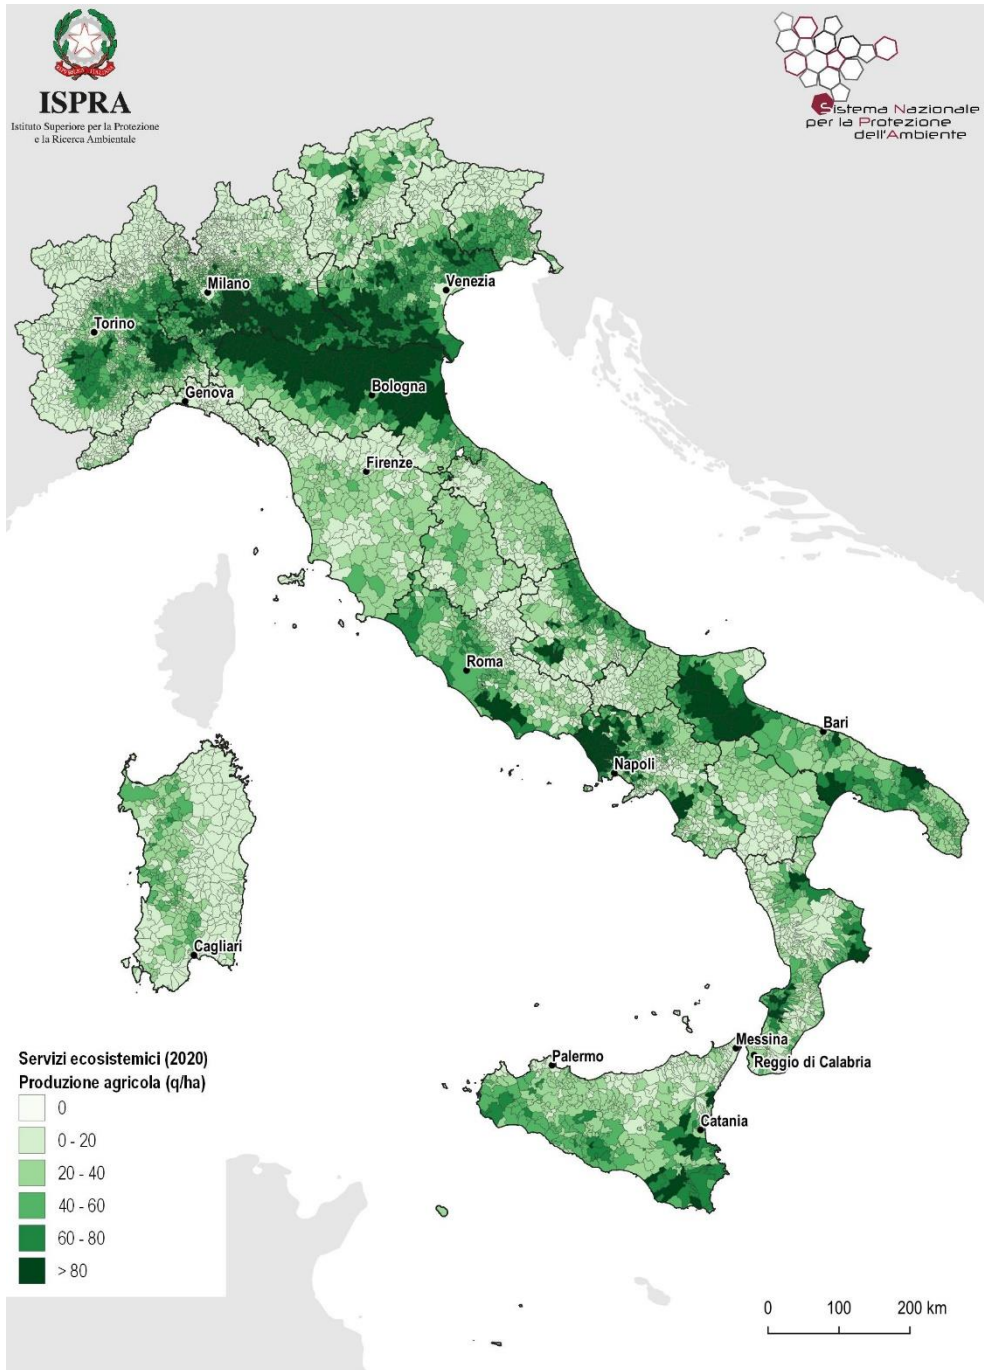 ISPRA
Istituto Superiore per la Protezione
e la Ricerca Ambientale
Sistema Nazionale
per la Protezione
dell'Ambiente
Milano
Venezia
Torino
Bologna
Genova
Firenze
Roma
Bari
Napoli
Cagliari
Messina
Palermo
Reggio di Calabria
Catania
Servizi ecosistemici (2020)
Produzione agricola (q/ha)
0
0 - 20
20 - 40
40 - 60
60 - 80
> 80
0 100 200 km